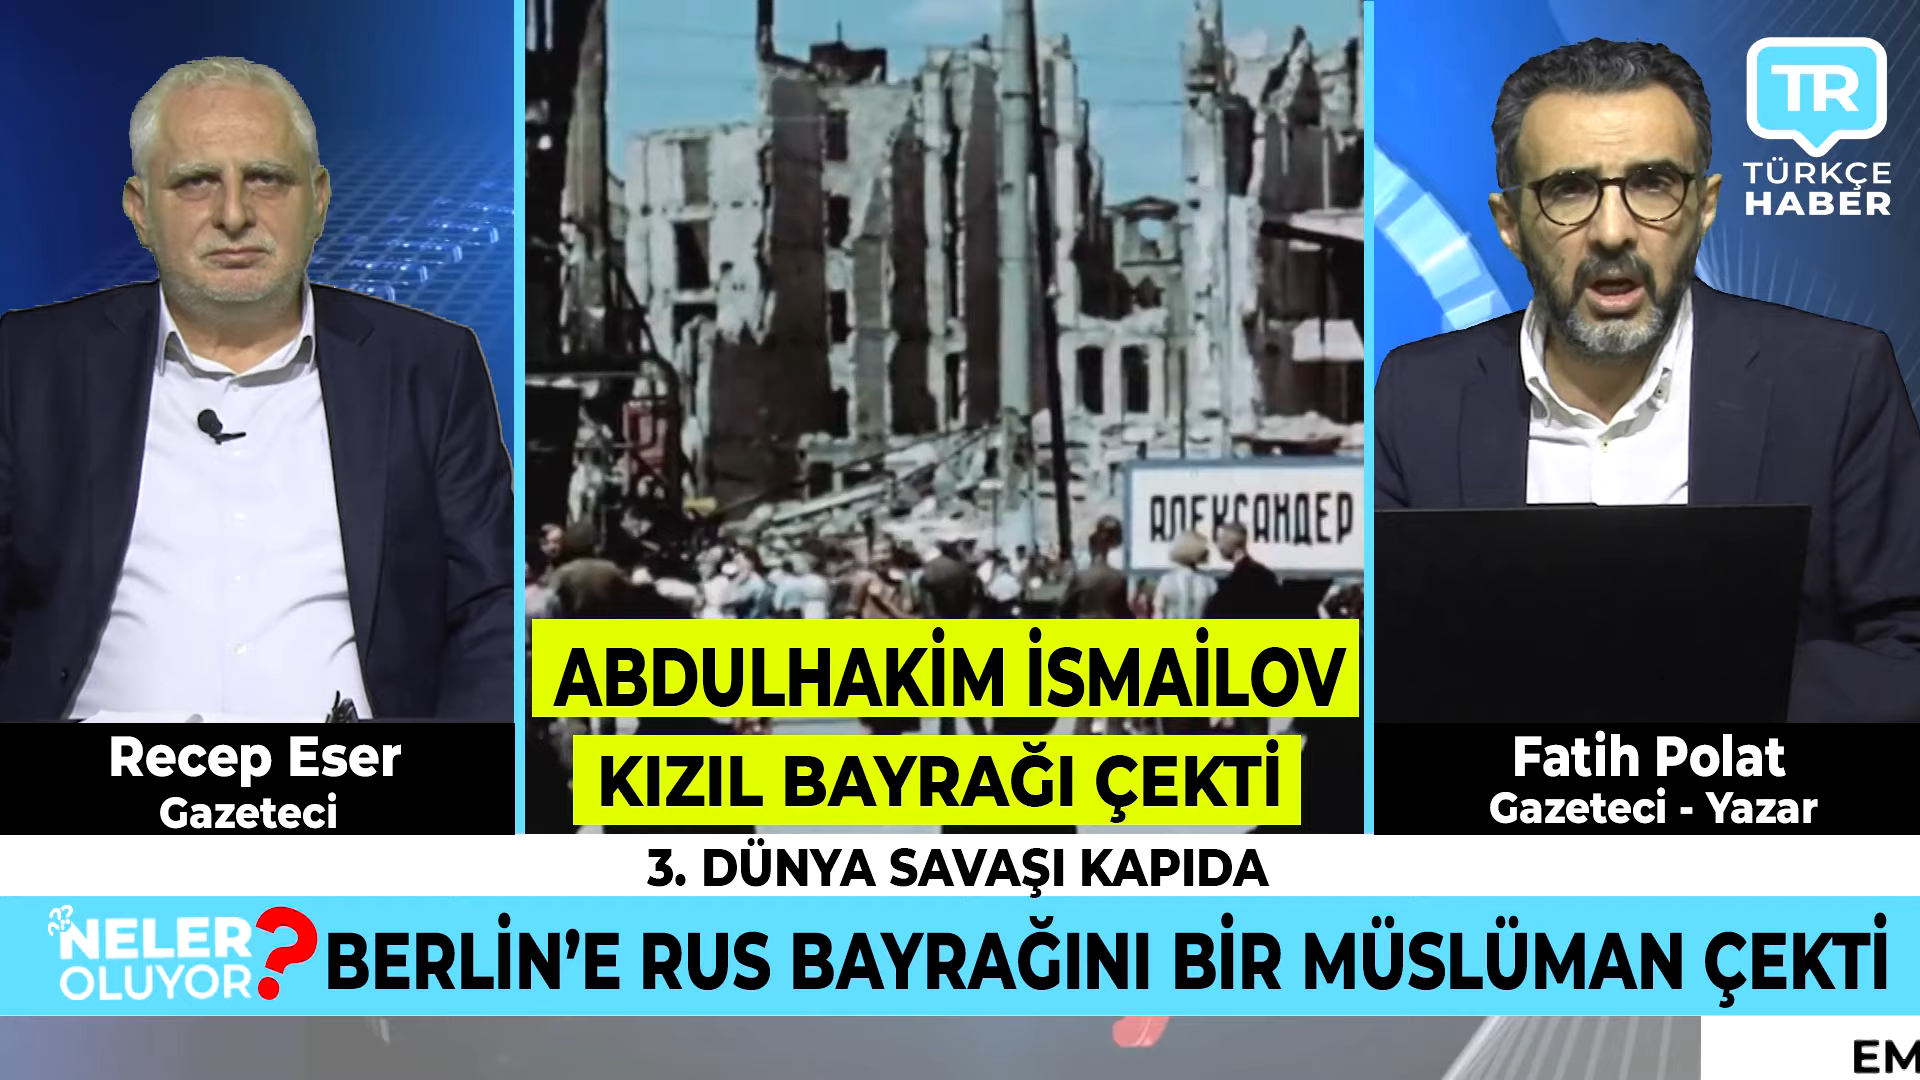 TR
TÜRKÇE
HABER
АЛЕКСАНДЕР
ABDULHAKİM İSMAİLOV
KIZIL BAYRAĞI ÇEKTİ
Recep Eser
Gazeteci
Fatih Polat
Gazeteci - Yazar
3. DÜNYA SAVAŞI KAPIDA
NELER
OLUYOR ?
BERLİN’E RUS BAYRAĞINI BİR MÜSLÜMAN ÇEKTİ
EM